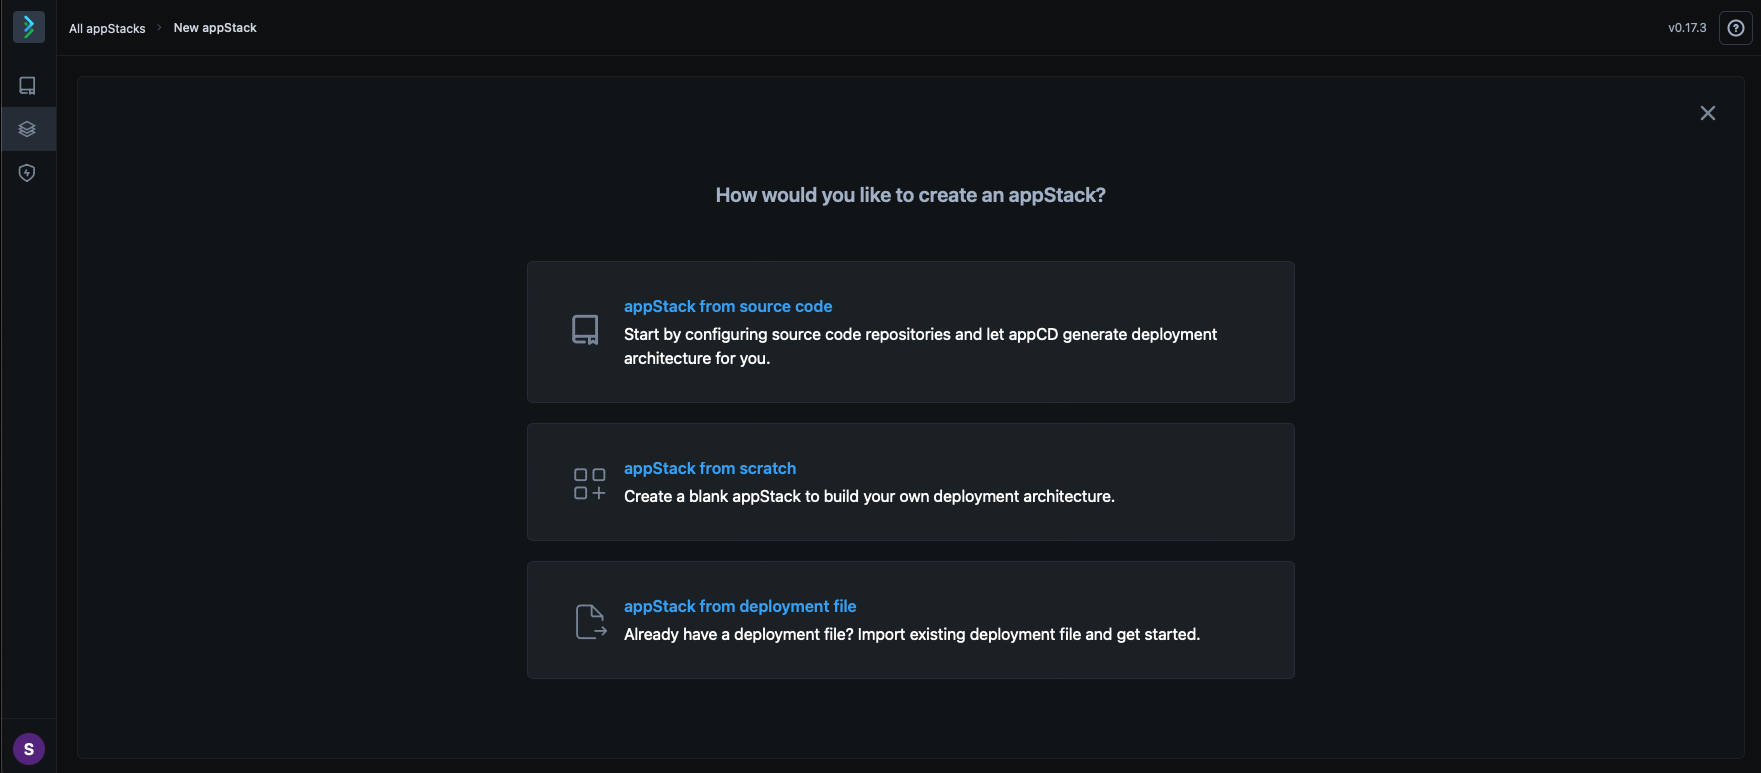 All appStacks
New appStack
v0.17.3
How would you like to create an appStack?
appStack from source code
Start by configuring source code repositories and let appCD generate deployment
architecture for you.
appStack from scratch
Create a blank appStack to build your own deployment architecture.
appStack from deployment file
Already have a deployment file? Import existing deployment file and get started.
S